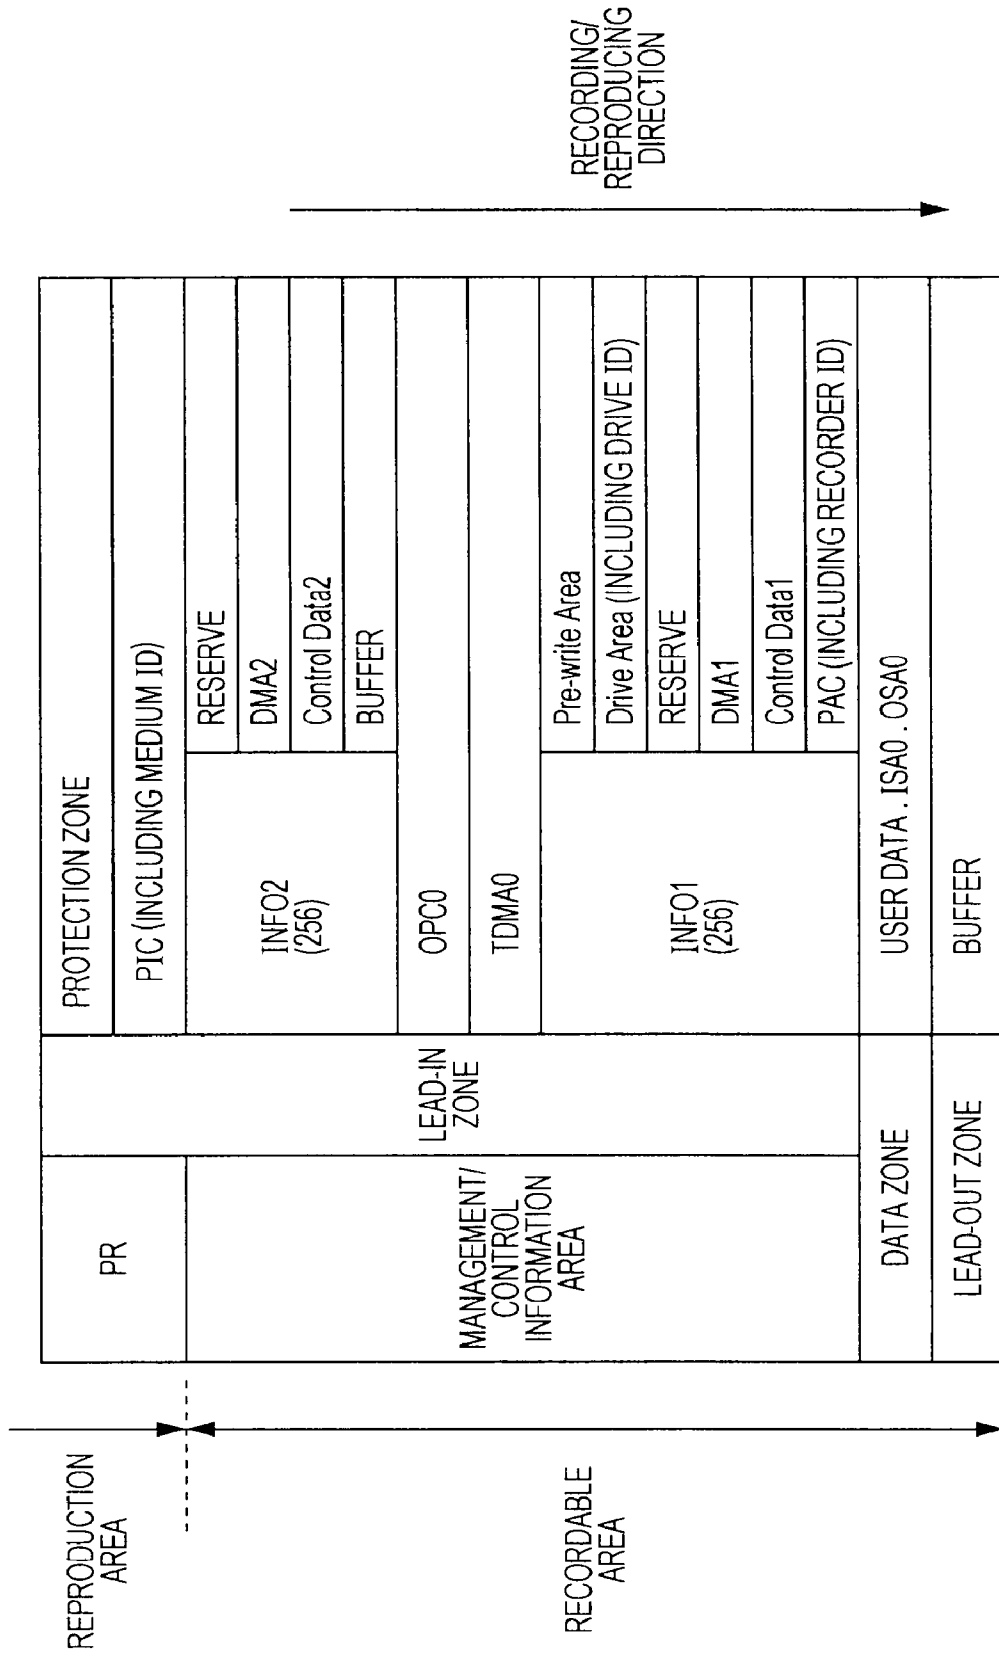 REPRODUCTION
AREA
RECORDABLE
AREA
PR
MANAGEMENT/
CONTROL
INFORMATION
AREA
DATA ZONE
LEAD-OUT ZONE
LEAD-IN
ZONE
PROTECTION ZONE
PIC (INCLUDING MEDIUM ID)
INFO2
(256)
RESERVE
DMA2
Control Data2
BUFFER
OPC0
TDMA0
INFO1
(256)
Pre-write Area
Drive Area (INCLUDING DRIVE ID)
RESERVE
DMA1
Control Data1
PAC (INCLUDING RECORDER ID)
USER DATA . ISA0 . OSA0
BUFFER
RECORDING/
REPRODUCING
DIRECTION